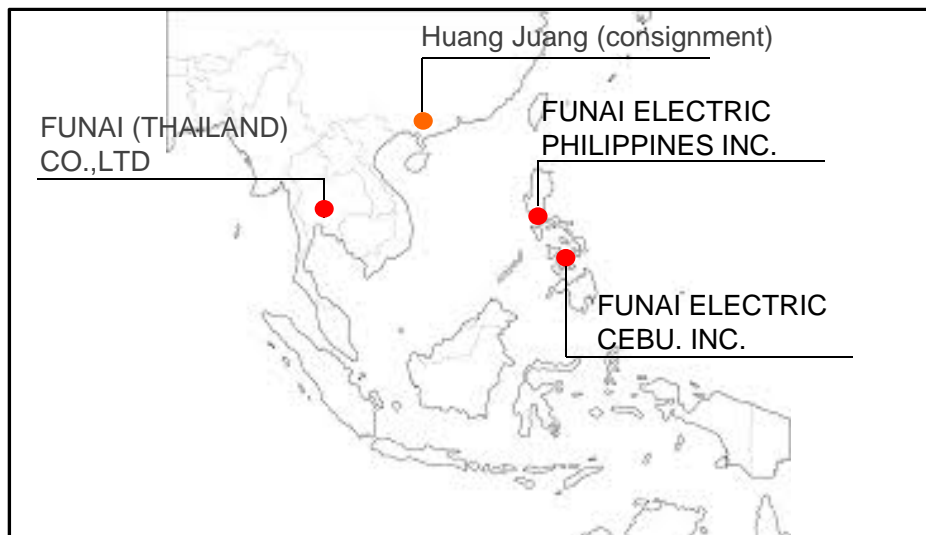 Huang Juang (consignment)
FUNAI (THAILAND)
CO.,LTD
FUNAI ELECTRIC
PHILIPPINES INC.
FUNAI ELECTRIC
CEBU. INC.